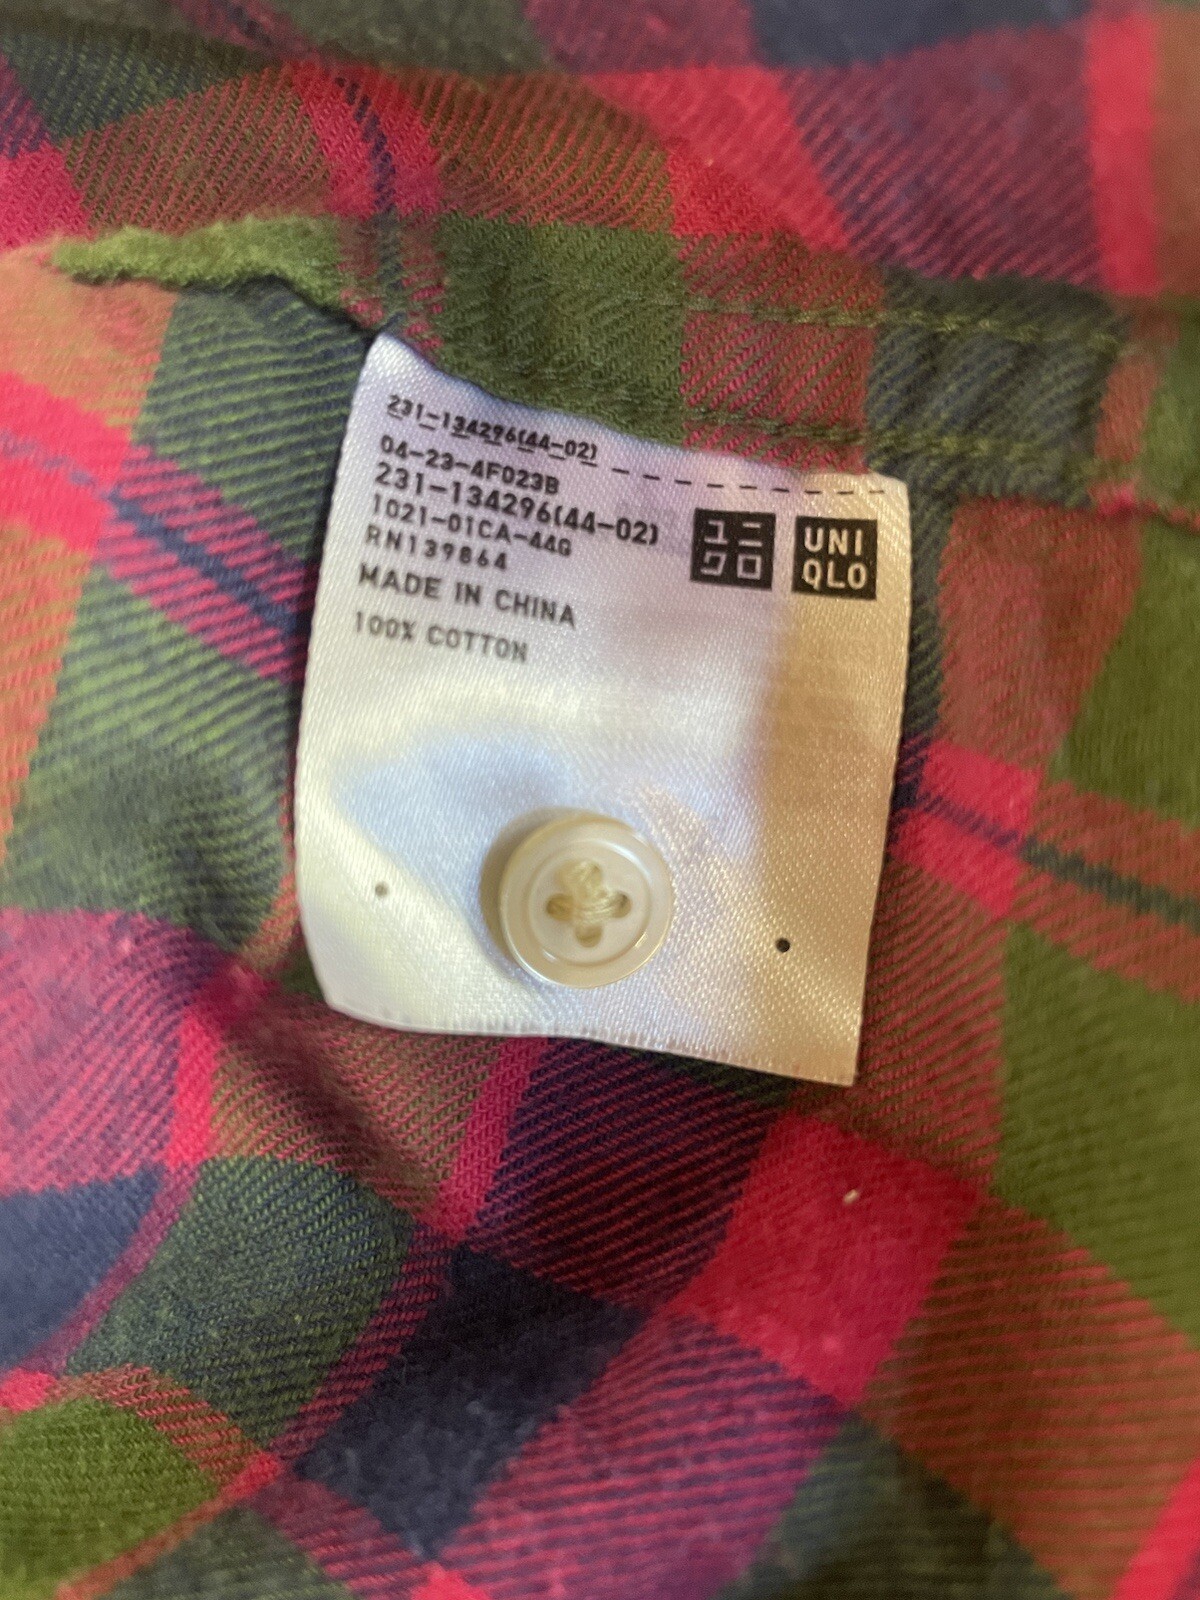 231-134296(44-02)
04-23-4F023B
231-134296(44-02)
1021-01CA-44G
RN139864
MADE IN CHINA
100% COTTON
ユニ
クロ
UNI
QLO